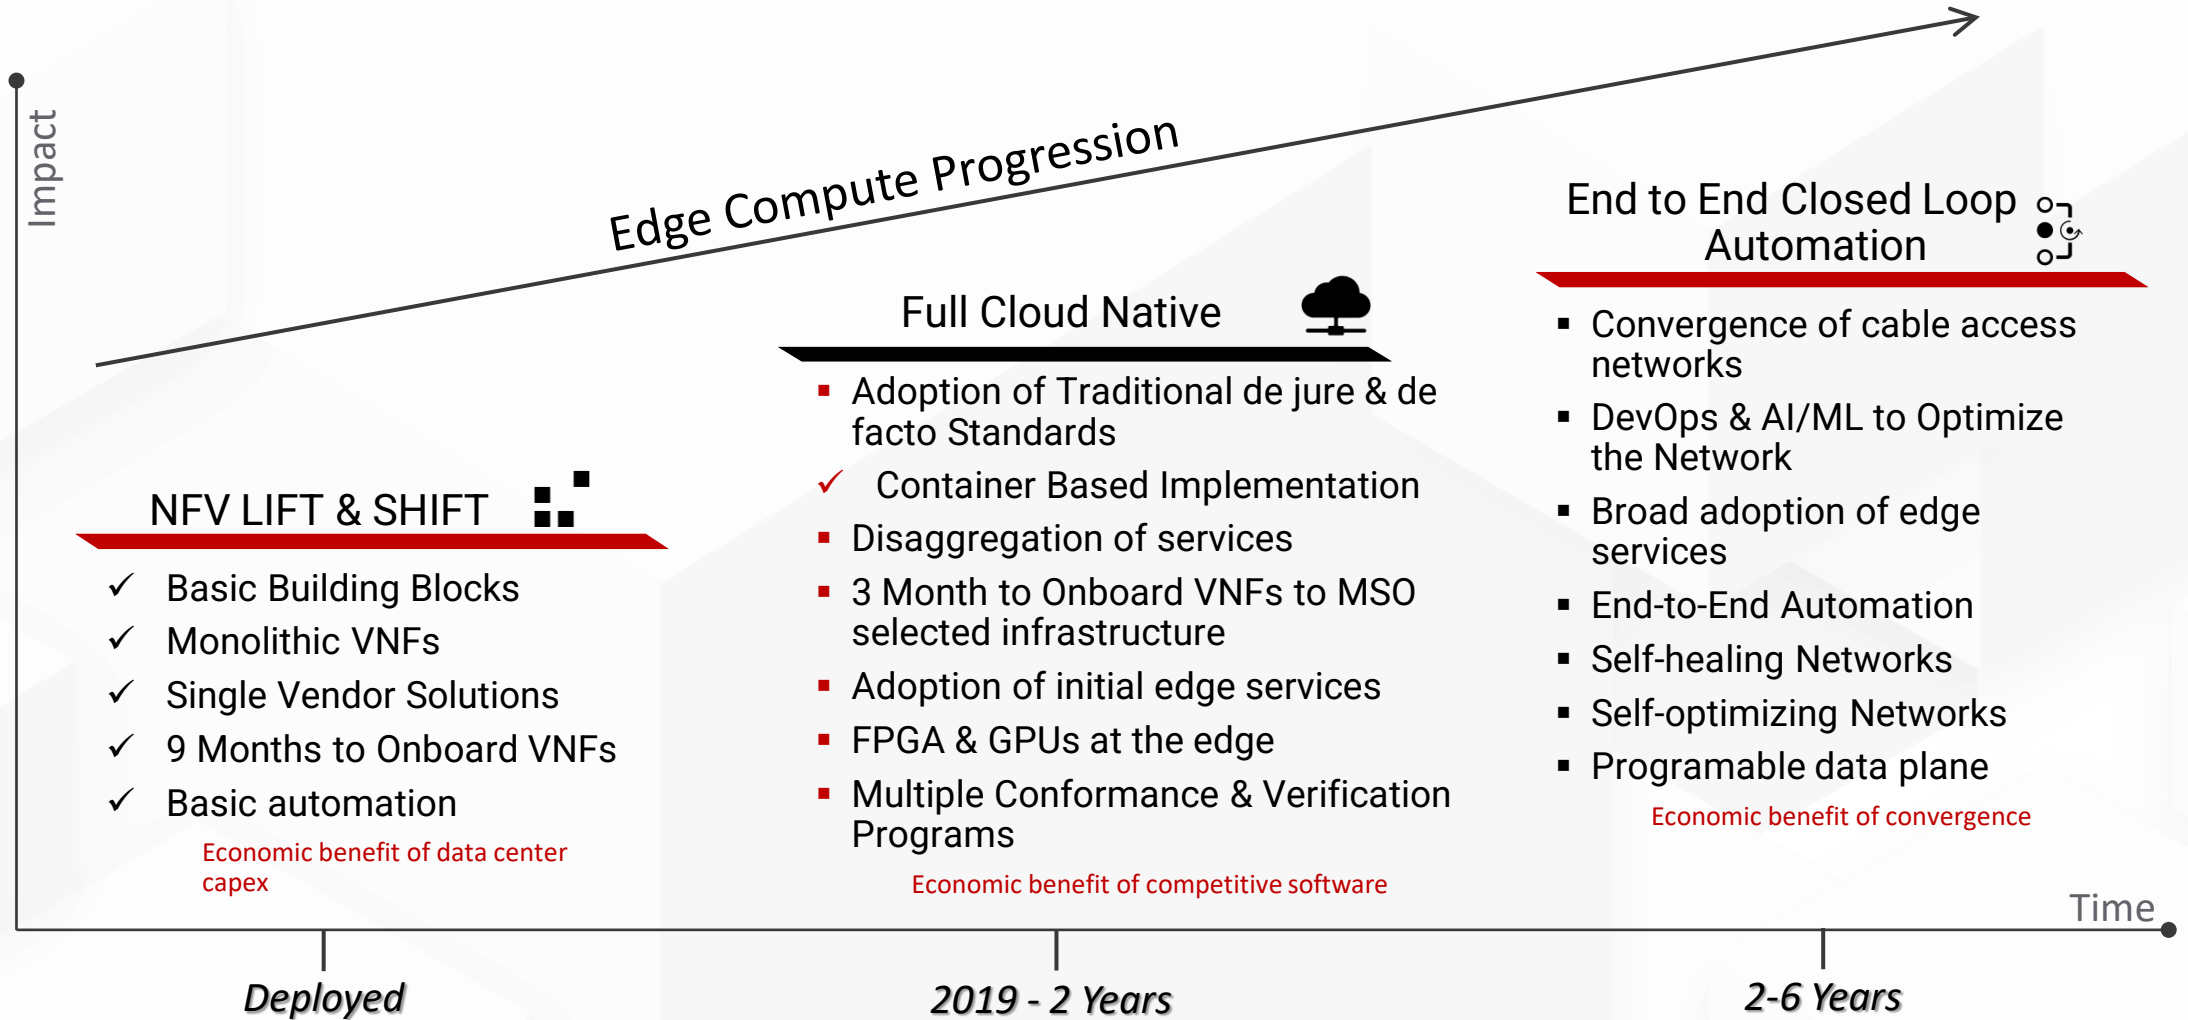 Impact
Edge Compute Progression
NFV LIFT & SHIFT
✓ Basic Building Blocks
✓ Monolithic VNFs
✓ Single Vendor Solutions
✓ 9 Months to Onboard VNFs
✓ Basic automation
Economic benefit of data center
capex
Full Cloud Native
▪ Adoption of Traditional de jure & de
facto Standards
✓ Container Based Implementation
▪ Disaggregation of services
▪ 3 Month to Onboard VNFs to MSO
selected infrastructure
▪ Adoption of initial edge services
▪ FPGA & GPUs at the edge
▪ Multiple Conformance & Verification
Programs
Economic benefit of competitive software
End to End Closed Loop
Automation
▪ Convergence of cable access
networks
▪ DevOps & AI/ML to Optimize
the Network
▪ Broad adoption of edge
services
▪ End-to-End Automation
▪ Self-healing Networks
▪ Self-optimizing Networks
▪ Programable data plane
Economic benefit of convergence
Time
Deployed
2019 - 2 Years
2-6 Years